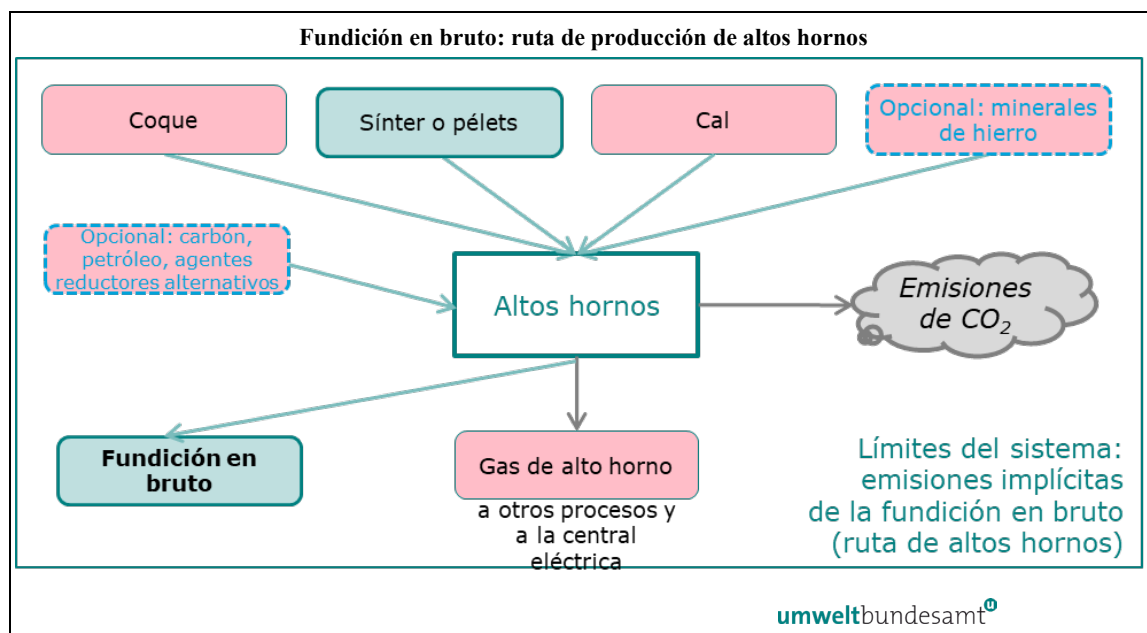 Fundición en bruto: ruta de producción de altos hornos
Coque
Sínter o pélets
Cal
Opcional: minerales
de hierro
Opcional: carbón,
petróleo, agentes
reductores alternativos
Altos hornos
Emisiones
de CO2
Fundición en
bruto
Gas de alto horno
a otros procesos y
a la central
eléctrica
Límites del sistema:
emisiones implícitas
de la fundición en bruto
(ruta de altos hornos)
umweltbundesamt u